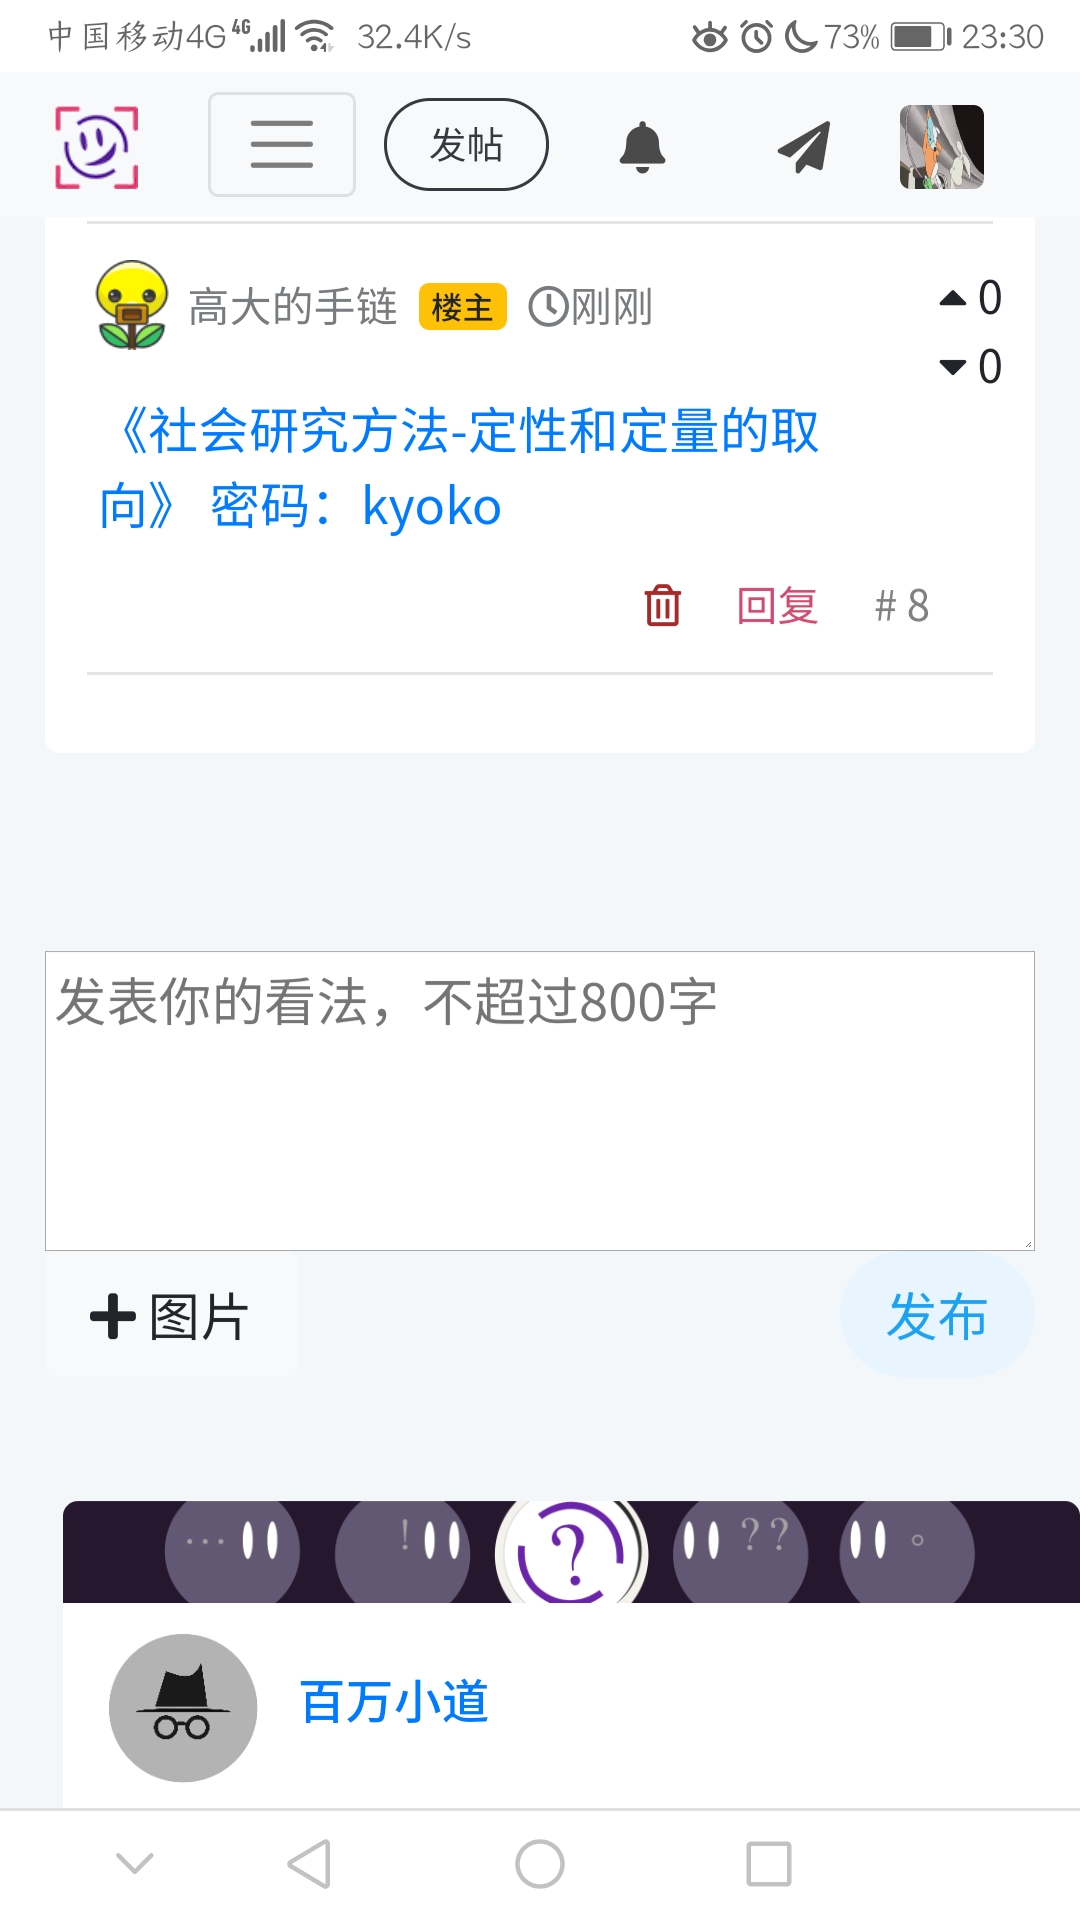 中国移动4G 4G 32.4K/s 73% 23:30
发帖
高大的手链 楼主 刚刚 0
0
《社会研究方法-定性和定量的取
向》 密码：kyoko
回复 # 8
发表你的看法，不超过800字
图片 发布
... ! ? ?? 。
百万小道